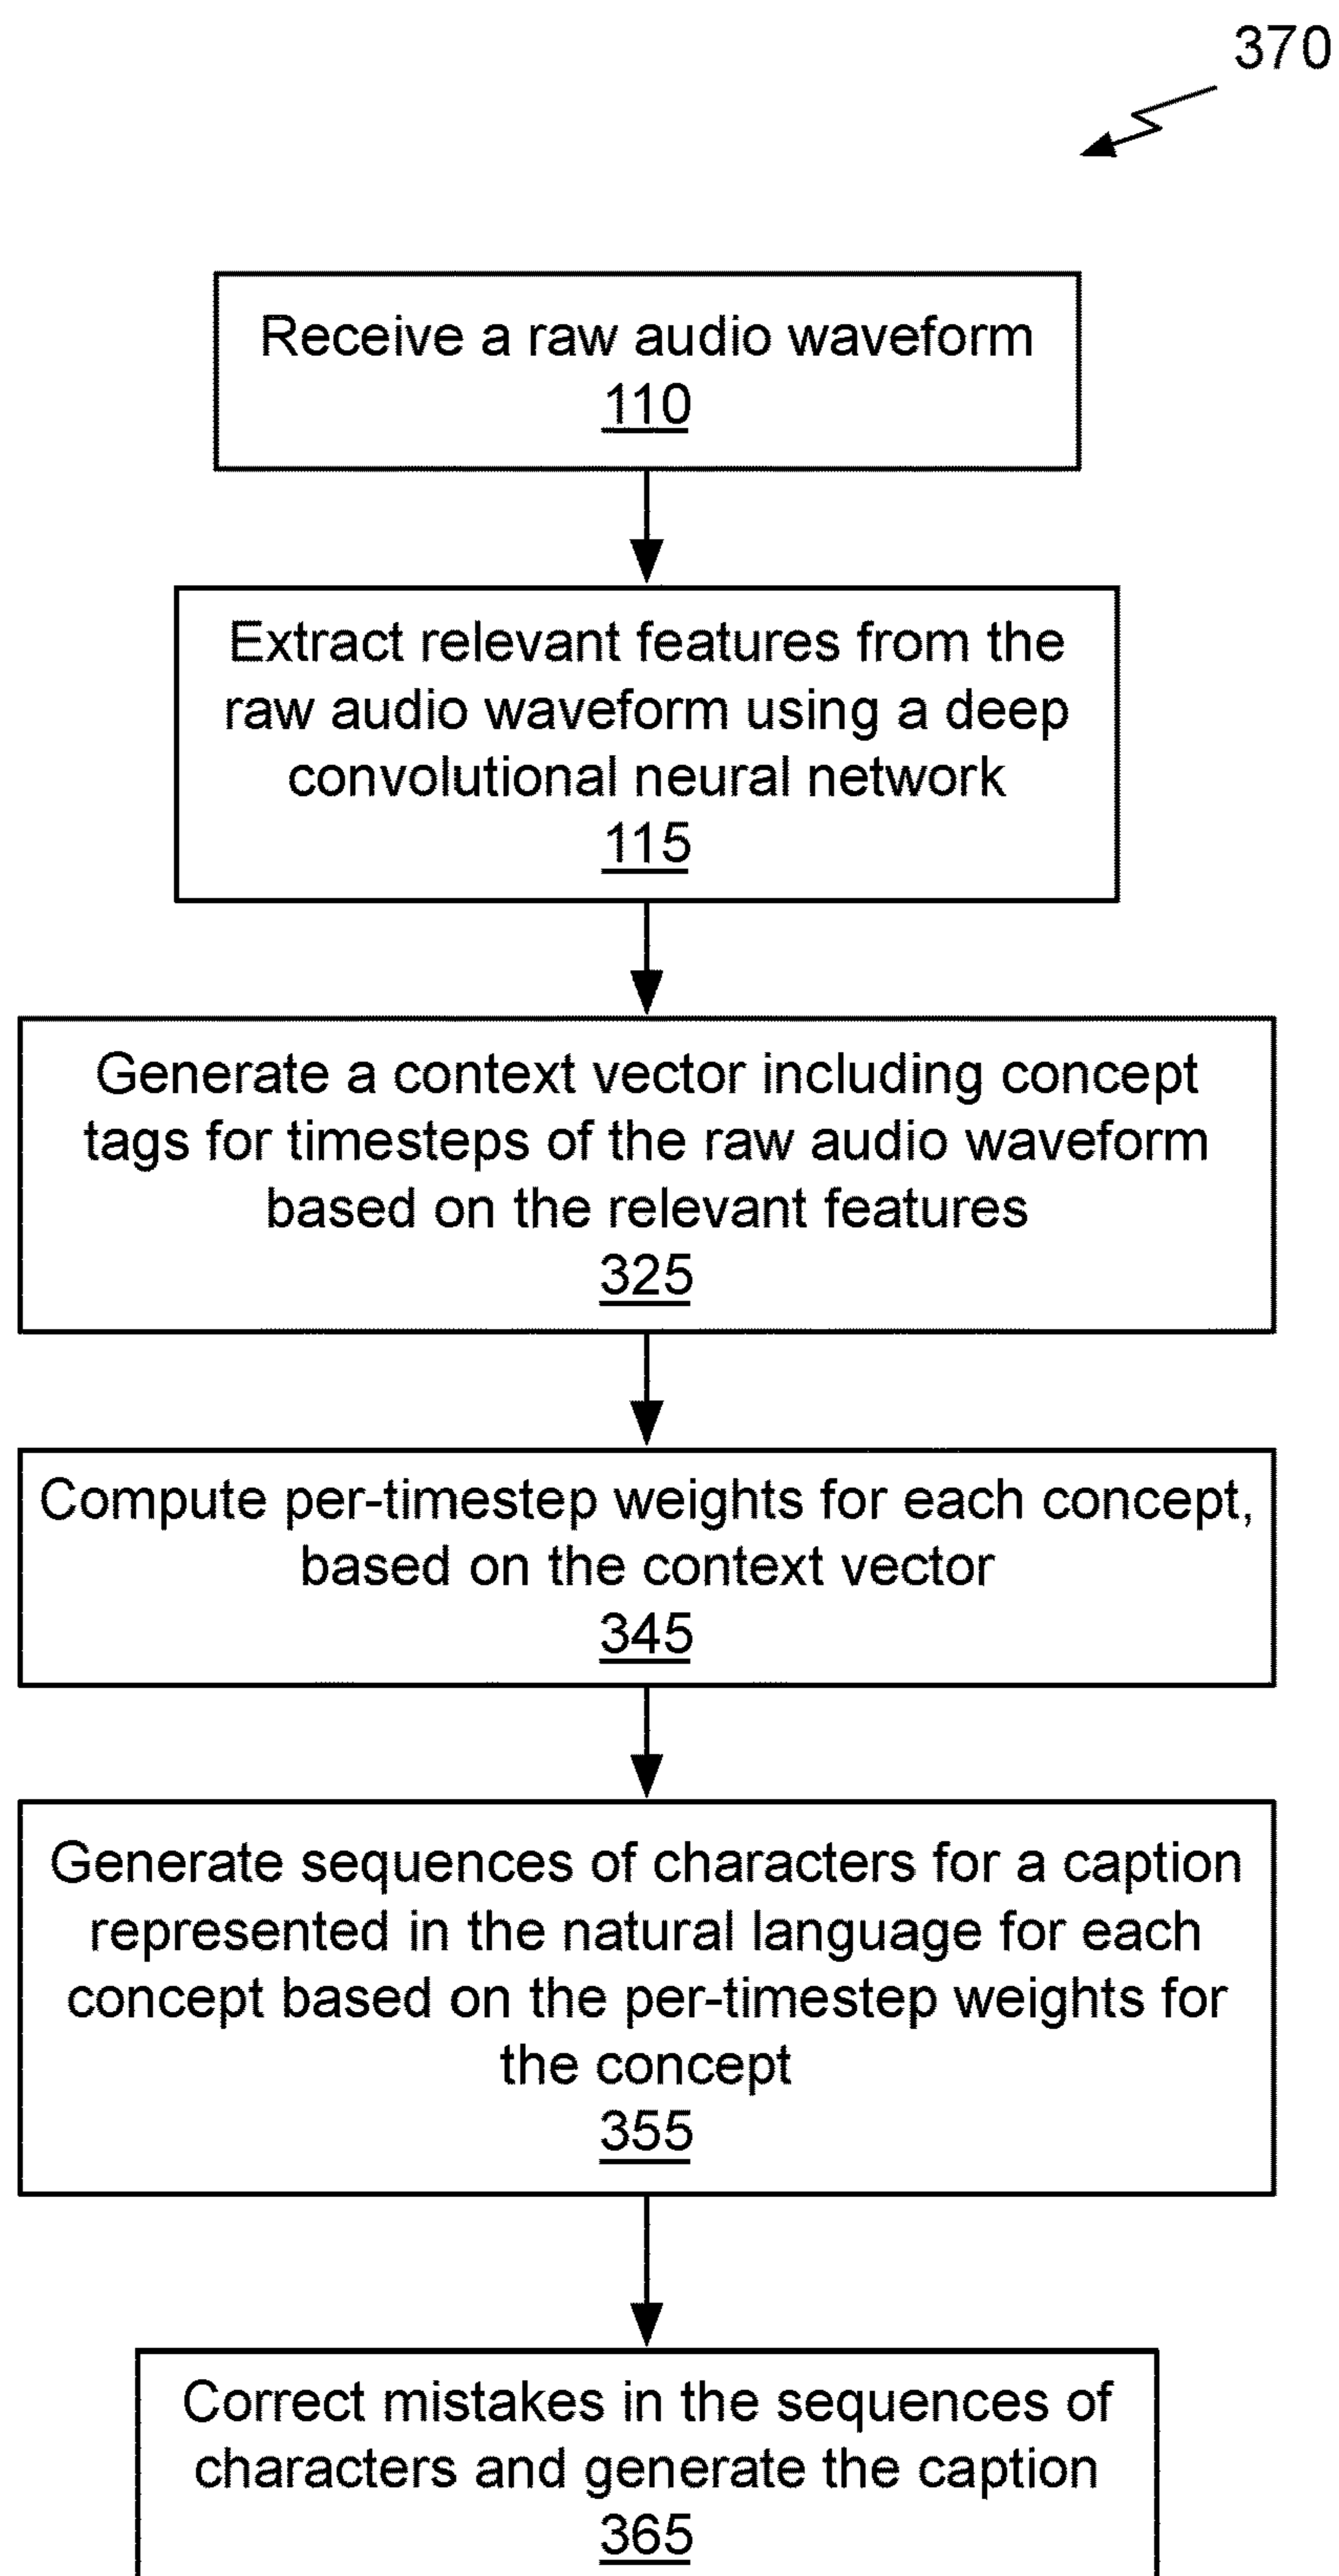 370
Receive a raw audio waveform
110
Extract relevant features from the
raw audio waveform using a deep
convolutional neural network
115
Generate a context vector including concept
tags for timesteps of the raw audio waveform
based on the relevant features
325
Compute per-timestep weights for each concept,
based on the context vector
345
Generate sequences of characters for a caption
represented in the natural language for each
concept based on the per-timestep weights for
the concept
355
Correct mistakes in the sequences of
characters and generate the caption
365